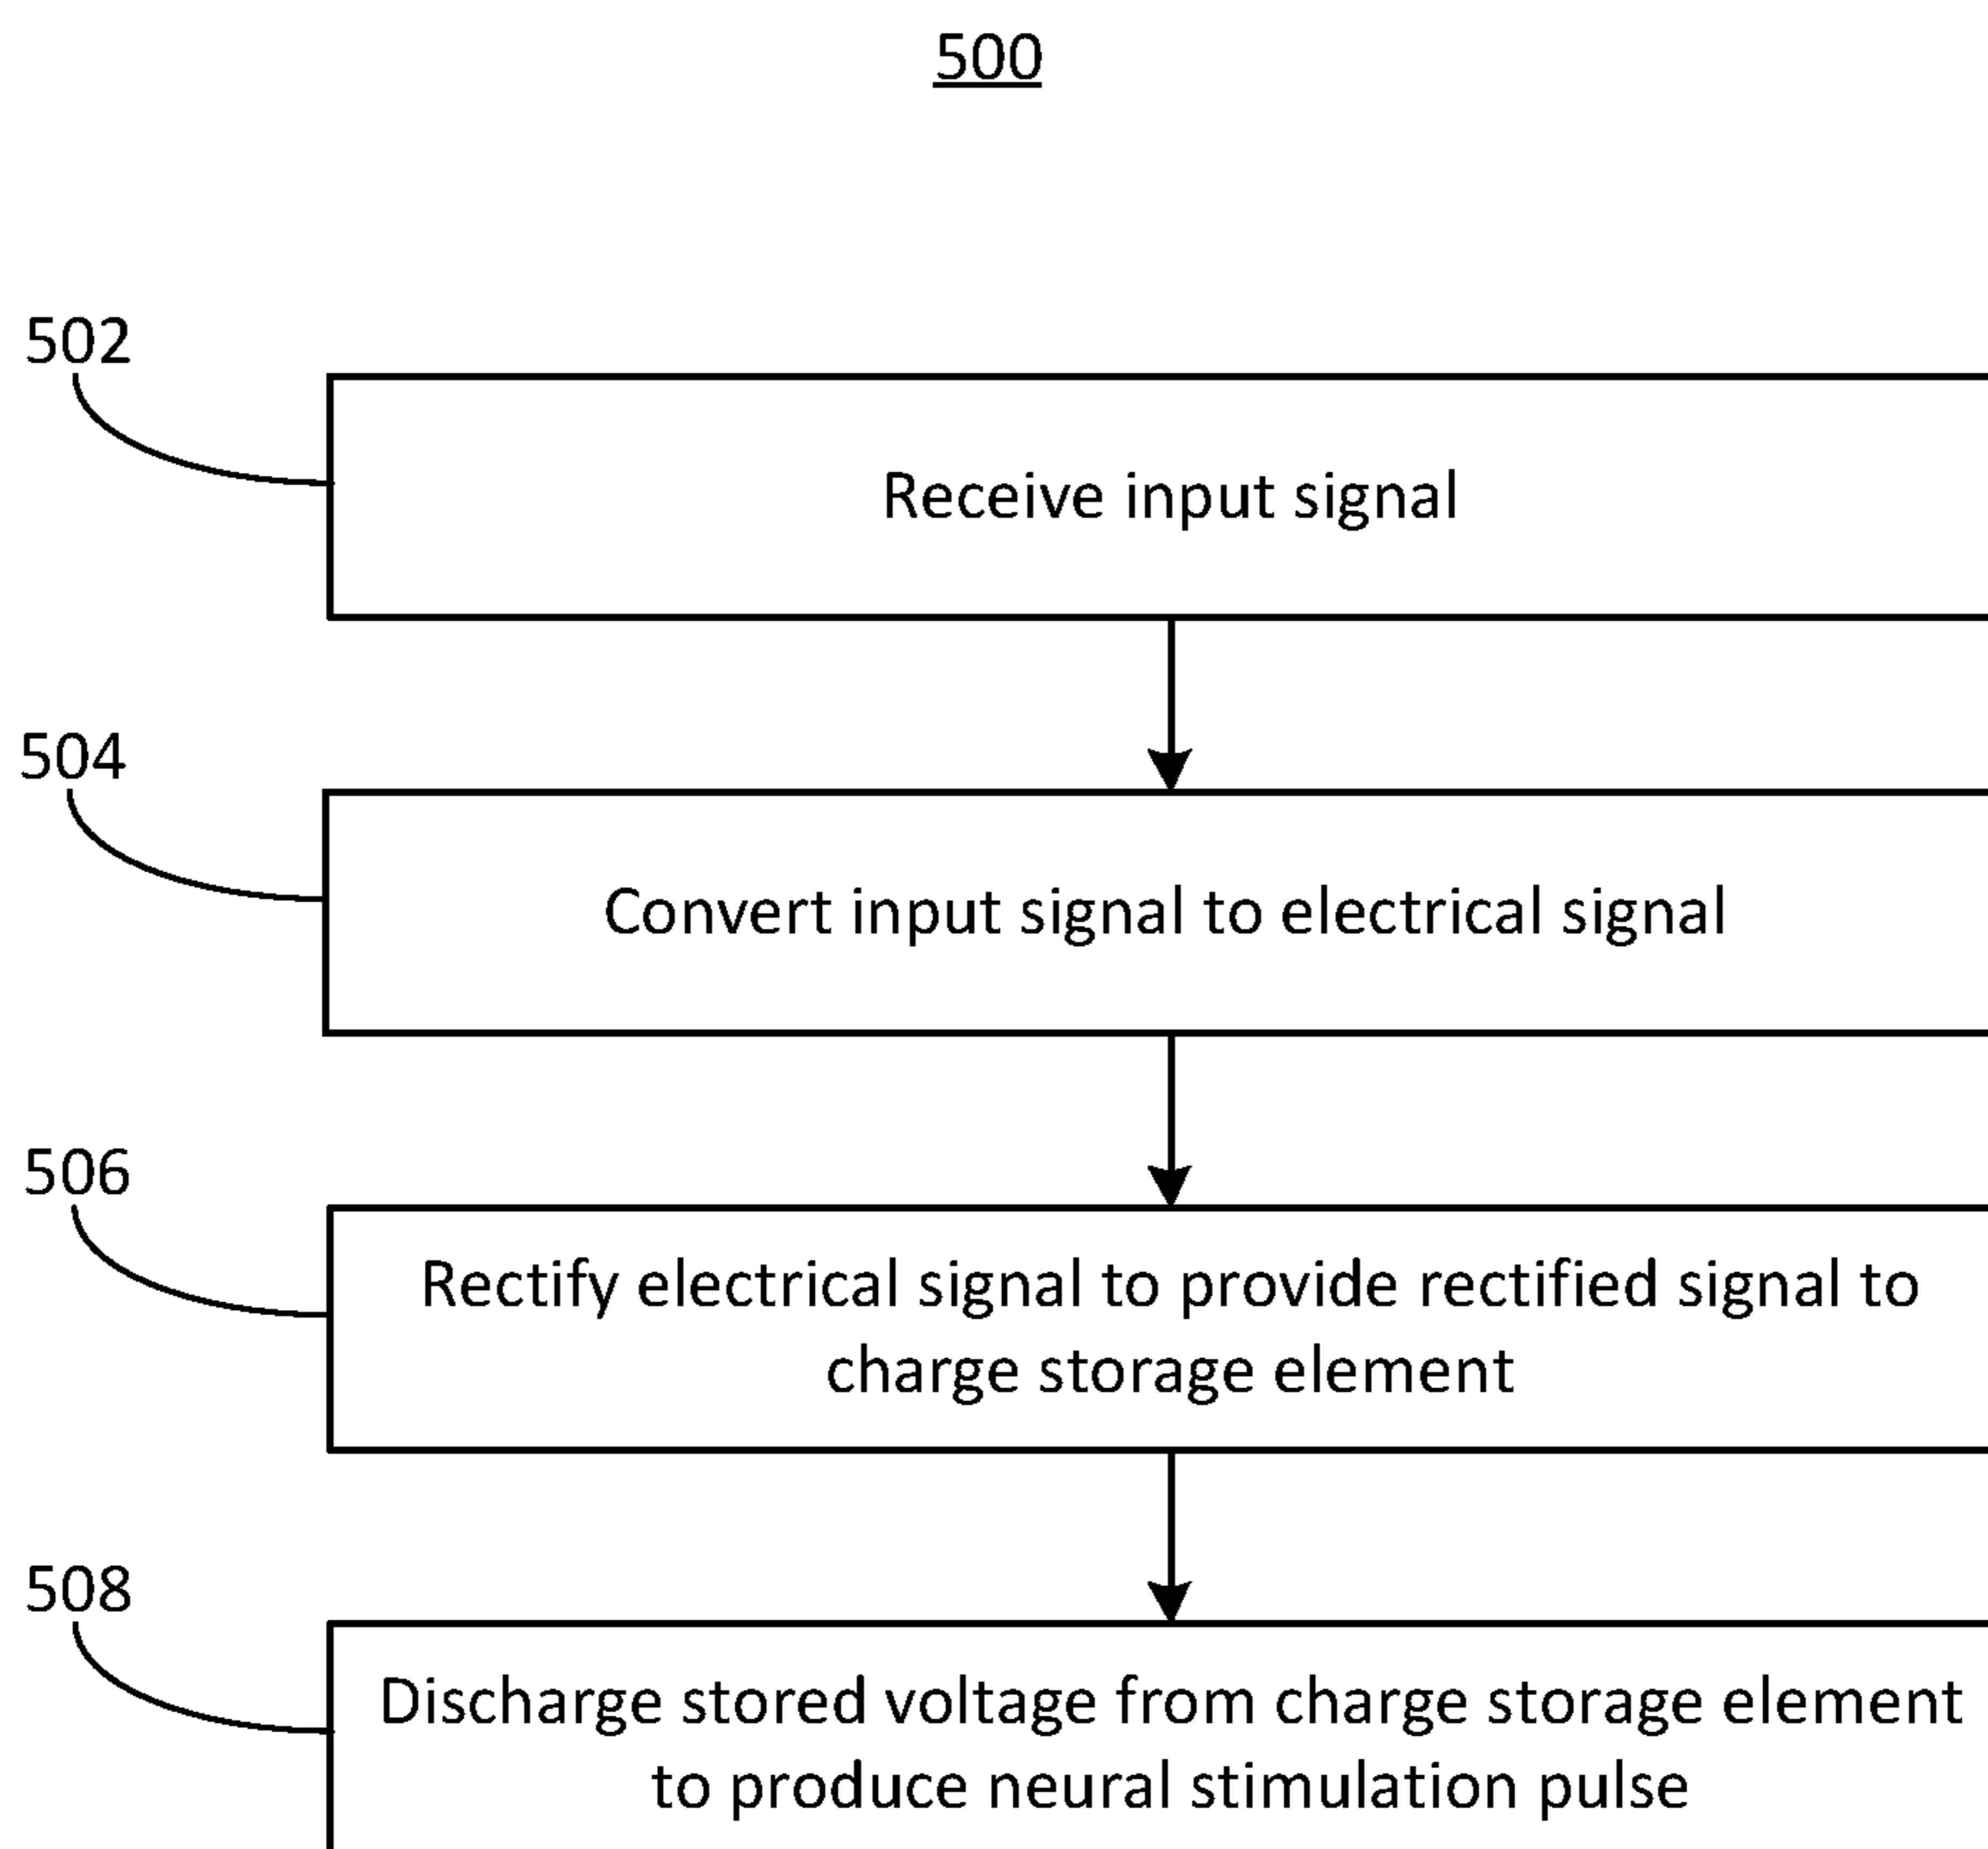 500
502
Receive input signal
504
Convert input signal to electrical signal
506
Rectify electrical signal to provide rectified signal to
charge storage element
508
Discharge stored voltage from charge storage element
to produce neural stimulation pulse